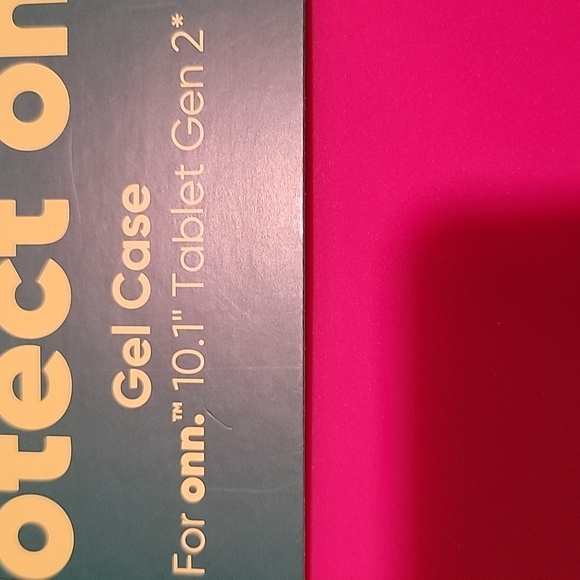 otect on
Gel Case
For onn.™ 10.1" Tablet Gen 2*